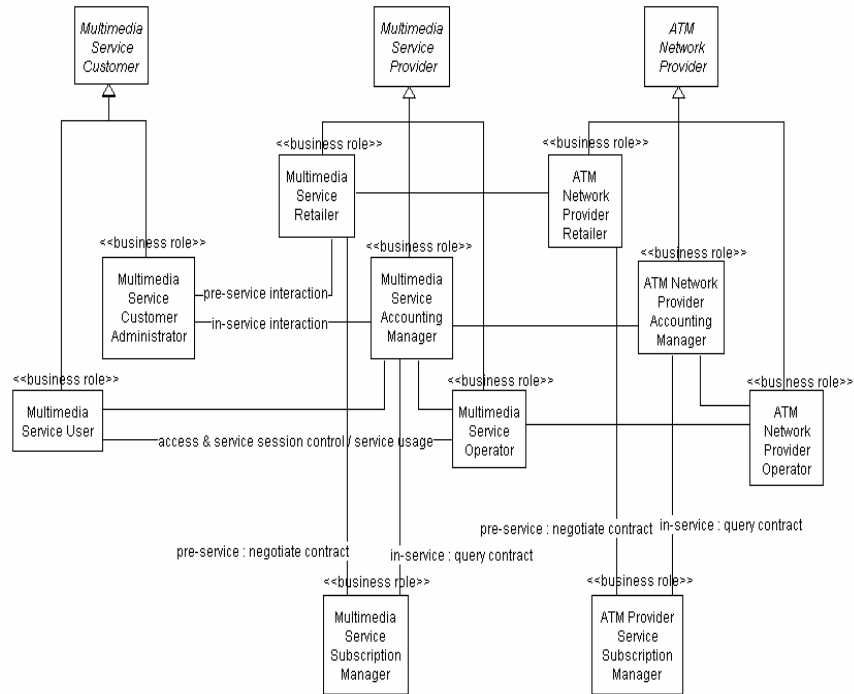 Multimedia
Service
Customer
Multimedia
Service
Provider
ATM
Network
Provider
<<business role>>
Multimedia
Service
Retailer
<<business role>>
ATM
Network
Provider
Retailer
<<business role>>
Multimedia
Service
Customer
Administrator
pre-service interaction
in-service interaction
<<business role>>
Multimedia
Service
Accounting
Manager
<<business role>>
ATM Network
Provider
Accounting
Manager
<<business role>>
Multimedia
Service User
access & service session control / service usage
<<business role>>
Multimedia
Service
Operator
<<business role>>
ATM
Network
Provider
Operator
pre-service : negotiate contract
in-service : query contract
pre-service : negotiate contract
in-service : query contract
<<business role>>
Multimedia
Service
Subscription
Manager
<<business role>>
ATM Provider
Service
Subscription
Manager